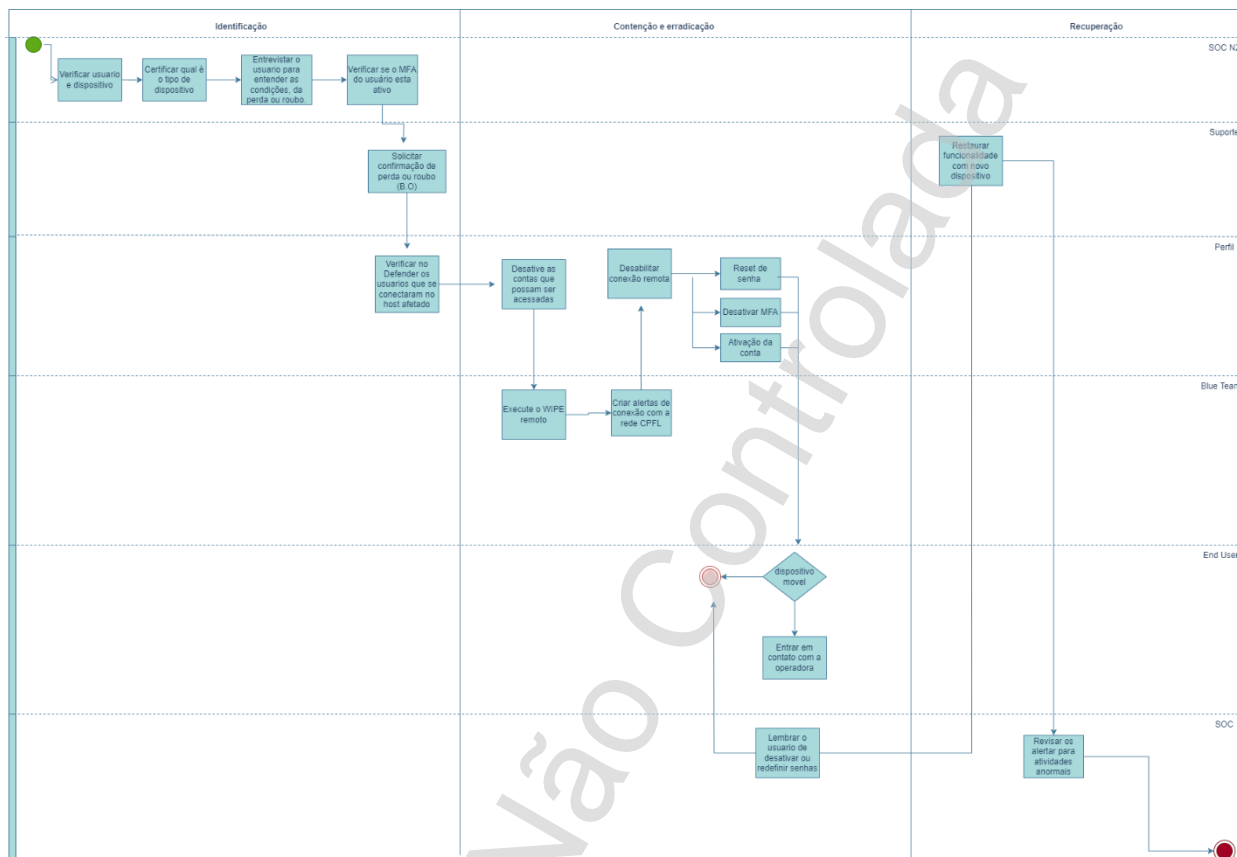 Identificação
Contenção e erradicação
Recuperação
SOC N2
Verificar usuario
e dispositivo
Certificar qual é
o tipo de
dispositivo
Entrevistar o
usuario para
entender as
condições, da
perda ou roubo.
Verificar se o MFA
do usuário esta
ativo
Suporte
Solicitar
confirmação de
perda ou roubo
(B.O)
Restaurar
funcionalidade
com novo
dispositivo
Perfil
Verificar no
Defender os
usuarios que se
conectaram no
host afetado
Desative as
contas que
possam ser
acessadas
Desabilitar
conexão remota
Reset de
senha
Desativar MFA
Ativação da
conta
Blue Team
Execute o WIPE
remoto
Criar alertas de
conexão com a
rede CPFL
End User
dispositivo
movel
Entrar em
contato com a
operadora
SOC
Lembrar o
usuario de
desativar ou
redefinir senhas
Revisar os
alertar para
atividades
anormais
Não Controlada